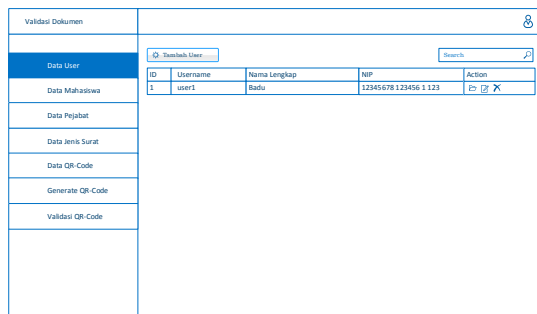 Validasi Dokumen
Data User
Data Mahasiswa
Data Pejabat
Data Jenis Surat
Data QR-Code
Generate QR-Code
Validasi QR-Code
Tambah User
Search
ID Username Nama Lengkap NIP Action
1 user1 Badu 12345678 123456 1 123